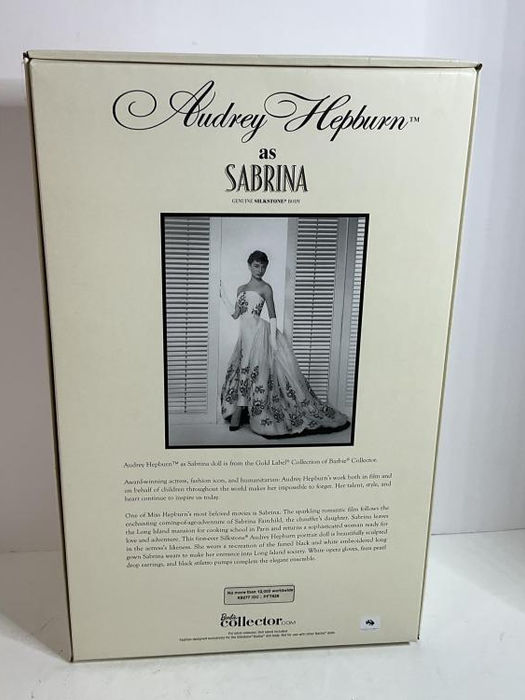 Audrey Hepburn™
as
SABRINA
GENUINE SILKSTONE® BODY
Audrey Hepburn™ as Sabrina doll is from the Gold Label® Collection of Barbie® Collector.
Award-winning actress, fashion icon, and humanitarian: Audrey Hepburn's work both in film and
on behalf of children throughout the world makes her impossible to forget. Her talent, style, and
heart continue to inspire us today.
One of Miss Hepburn's most beloved movies is Sabrina. The sparkling romantic film follows the
enchanting coming-of-age adventure of Sabrina Fairchild, the chauffeur's daughter. Sabrina leaves
the Long Island mansion for cooking school in Paris and returns a sophisticated woman ready for
love and adventure. This first-ever Silkstone® Audrey Hepburn portrait doll is beautifully sculpted
in the actress's likeness. She wears a re-creation of the famed black and white embroidered long
gown Sabrina wears to make her entrance into Long Island society. White opera gloves, faux pearl
drop earrings, and black stiletto pumps complete the elegant ensemble.
No more than 10,000 worldwide
Barbie
collector.COM
For adult collector. Doll stand included.